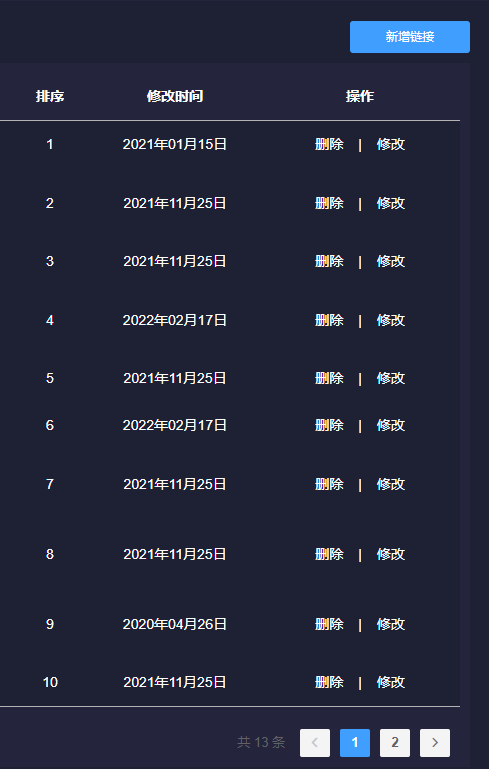 新增链接
排序 修改时间 操作
1 2021年01月15日 删除 | 修改
2 2021年11月25日 删除 | 修改
3 2021年11月25日 删除 | 修改
4 2022年02月17日 删除 | 修改
5 2021年11月25日 删除 | 修改
6 2022年02月17日 删除 | 修改
7 2021年11月25日 删除 | 修改
8 2021年11月25日 删除 | 修改
9 2020年04月26日 删除 | 修改
10 2021年11月25日 删除 | 修改
共 13 条 < 1 2 >